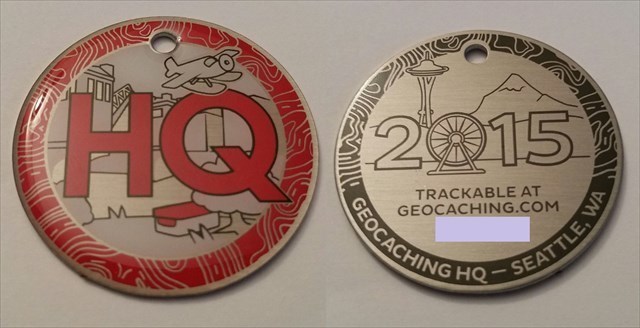 HQ
2015
TRACKABLE AT
GEOCACHING.COM
GEOCACHING HQ — SEATTLE, WA